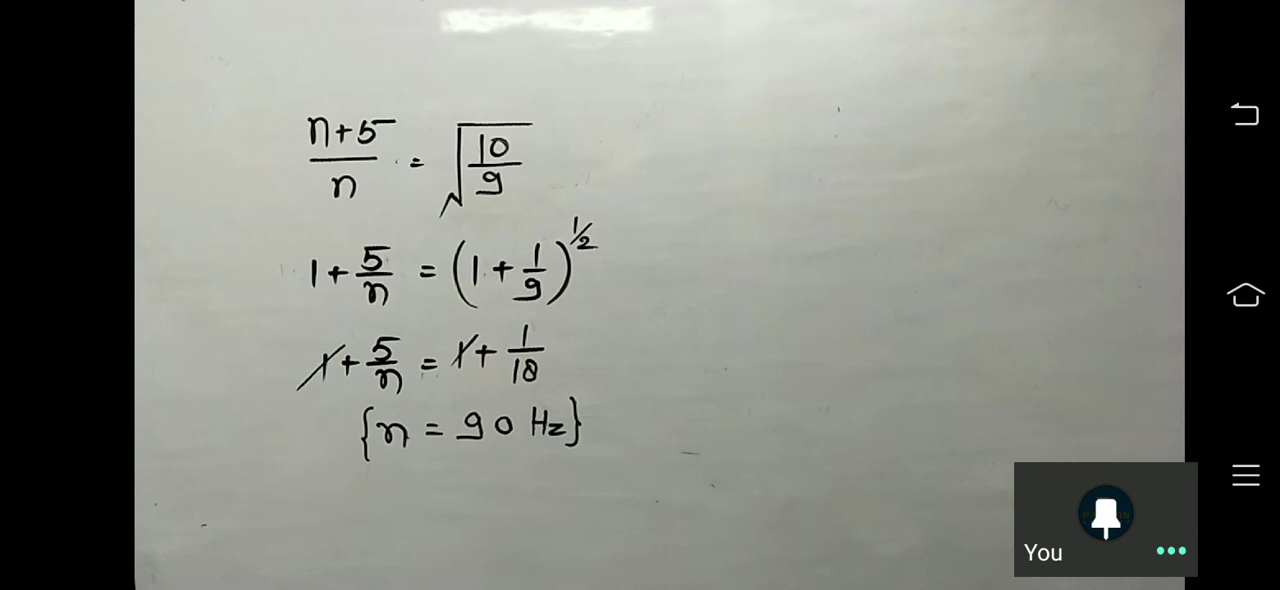 (n+5)/n = √(10/9)
1 + 5/n = (1 + 1/9)^1/2
1 + 5/n = 1 + 1/18
{n = 90 Hz}
You